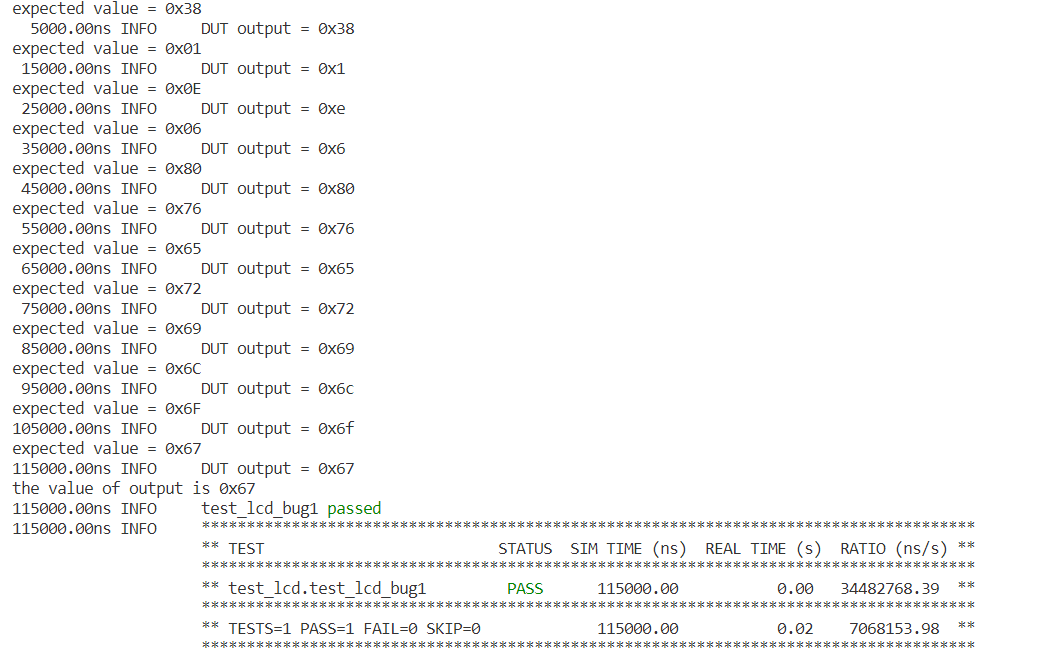 expected value = 0x38
5000.00ns INFO     DUT output = 0x38
expected value = 0x01
15000.00ns INFO     DUT output = 0x1
expected value = 0x0E
25000.00ns INFO     DUT output = 0xe
expected value = 0x06
35000.00ns INFO     DUT output = 0x6
expected value = 0x80
45000.00ns INFO     DUT output = 0x80
expected value = 0x76
55000.00ns INFO     DUT output = 0x76
expected value = 0x65
65000.00ns INFO     DUT output = 0x65
expected value = 0x72
75000.00ns INFO     DUT output = 0x72
expected value = 0x69
85000.00ns INFO     DUT output = 0x69
expected value = 0x6C
95000.00ns INFO     DUT output = 0x6c
expected value = 0x6F
105000.00ns INFO     DUT output = 0x6f
expected value = 0x67
115000.00ns INFO     DUT output = 0x67
the value of output is 0x67
115000.00ns INFO     test_lcd_bug1 passed
115000.00ns INFO     **************************************************************************************
** TEST                          STATUS  SIM TIME (ns)  REAL TIME (s)  RATIO (ns/s) **
**************************************************************************************
** test_lcd.test_lcd_bug1         PASS      115000.00           0.00   34482768.39  **
**************************************************************************************
** TESTS=1 PASS=1 FAIL=0 SKIP=0             115000.00           0.02    7068153.98  **
**************************************************************************************